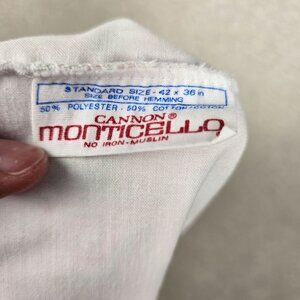 STANDARD SIZE - 42 x 36 in
SIZE BEFORE HEMMING
50% POLYESTER - 50% COTTON
CANNON®
MONTICELLO
NO IRON-MUSLIN